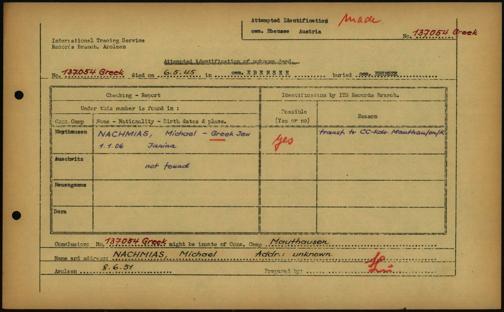 Attempted Identification made
cem. Ebensee Austria No. 137054 Greek
International Tracing Service
Records Branch, Arolsen
Attempted identification of unknown dead.
No. 137054 Greek died on 6.5.45 in cem. EBENSEE buried cem. EBENSEE
Checking - Report Identifications by ITS Records Branch.
Under this number is found in : Possible (Yes or no) Reason
Conc. Camp Name - Nationality - Birth dates & place.
Mauthausen NACHMIAS, Michael - Greek Jew yes transf. to CC-Kdo Mauthausen/K
1.1.06 Janina
Auschwitz not found
Neuengamme
Dora
Conclusion: No. 137054 Greek might be inmate of Conc. Camp Mauthausen
Name and address: NACHMIAS, Michael Addr.: unknown
Arolsen 8.6.51 Prepared by: